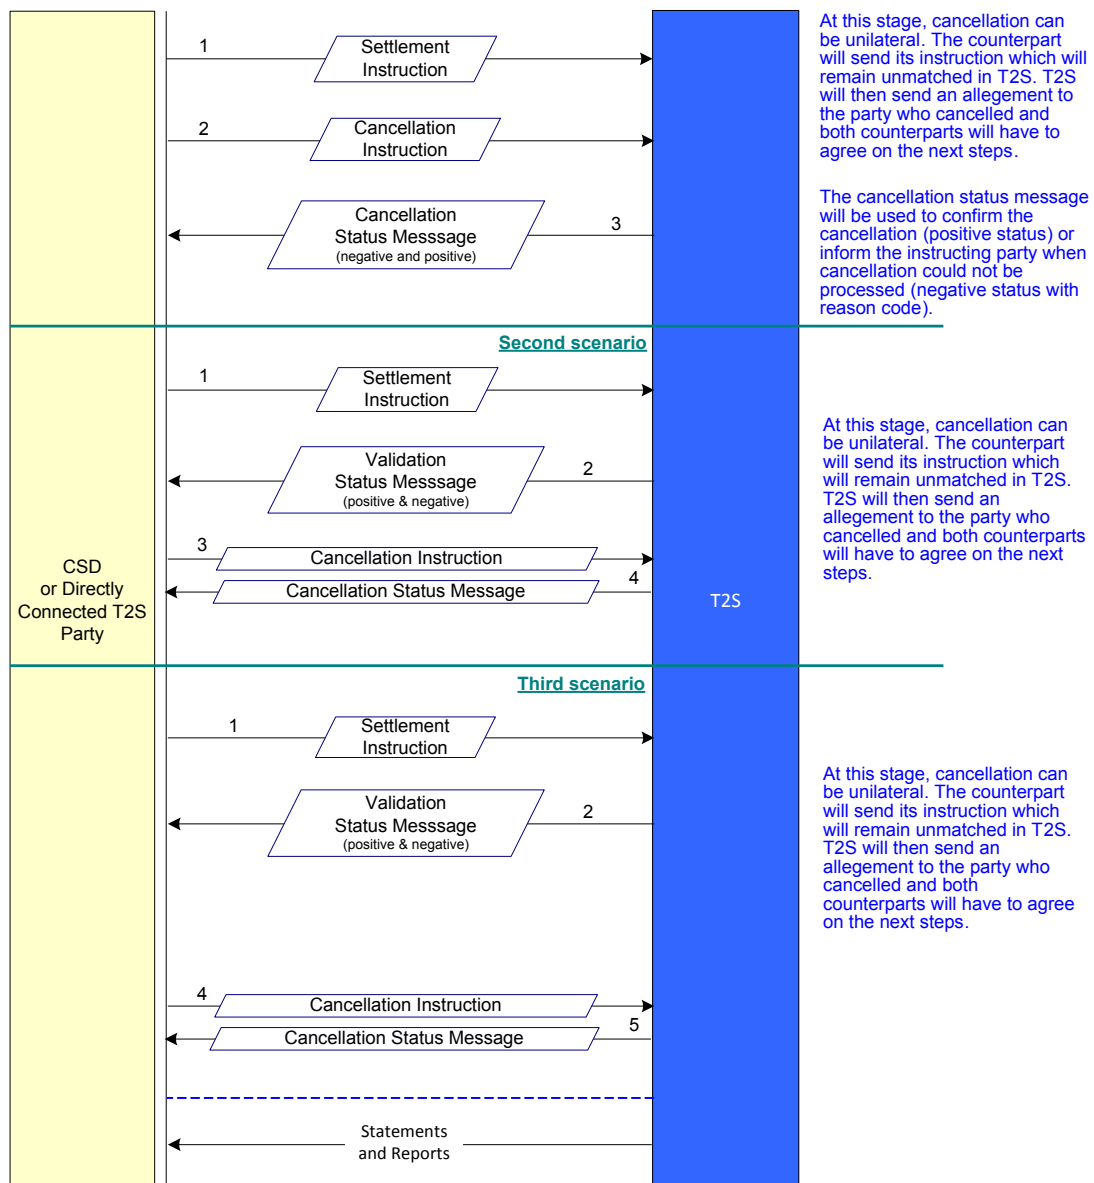 1
Settlement
Instruction
At this stage, cancellation can
be unilateral. The counterpart
will send its instruction which will
remain unmatched in T2S. T2S
will then send an allegement to
the party who cancelled and
both counterparts will have to
agree on the next steps.
2
Cancellation
Instruction
The cancellation status message
will be used to confirm the
cancellation (positive status) or
inform the instructing party when
cancellation could not be
processed (negative status with
reason code).
Cancellation
Status Messsage
(negative and positive)
3
Second scenario
1
Settlement
Instruction
At this stage, cancellation can
be unilateral. The counterpart
will send its instruction which
will remain unmatched in T2S.
T2S will then send an
allegement to the party who
cancelled and both counterparts
will have to agree on the next
steps.
Validation
Status Messsage
(positive & negative)
2
3
Cancellation Instruction
Cancellation Status Message
4
CSD
or Directly
Connected T2S
Party
T2S
Third scenario
1
Settlement
Instruction
At this stage, cancellation can
be unilateral. The counterpart
will send its instruction which
will remain unmatched in T2S.
T2S will then send an
allegement to the party who
cancelled and both
counterparts will have to agree
on the next steps.
Validation
Status Messsage
(positive & negative)
2
4
Cancellation Instruction
Cancellation Status Message
5
Statements
and Reports